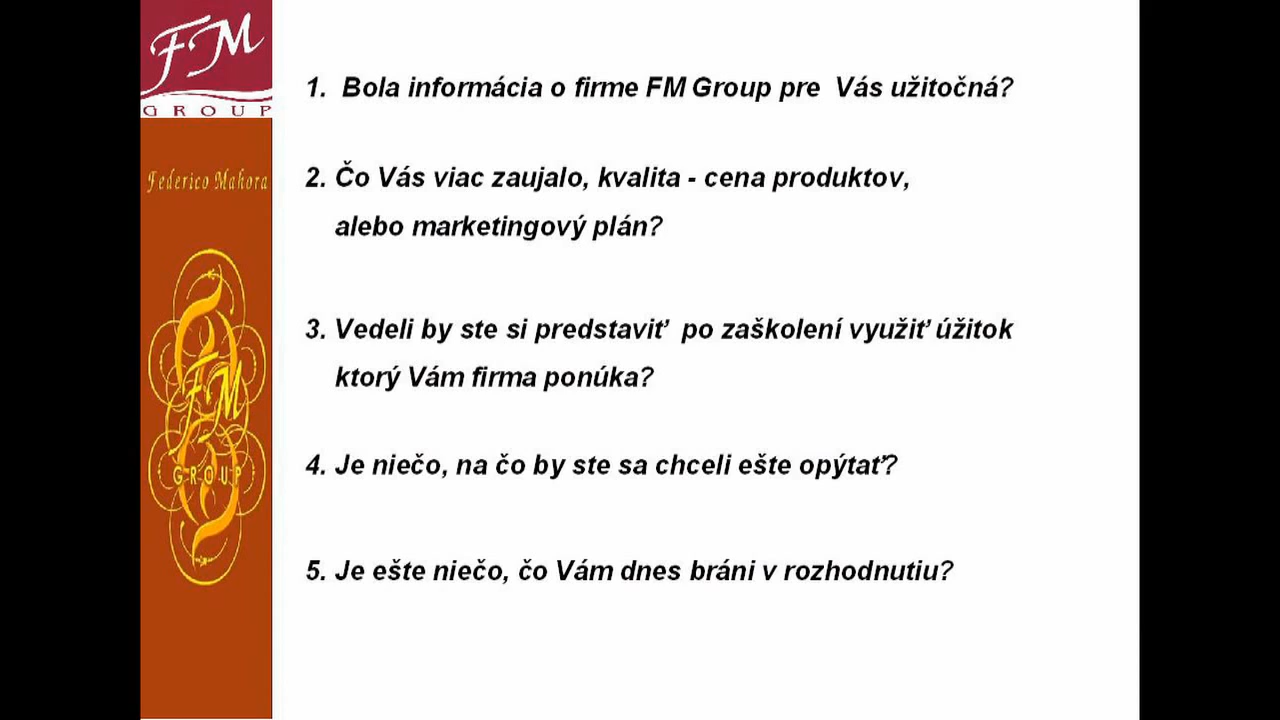 FM
GROUP
Federico Mahora
FM
GROUP
1. Bola informácia o firme FM Group pre Vás užitočná?
2. Čo Vás viac zaujalo, kvalita - cena produktov,
alebo marketingový plán?
3. Vedeli by ste si predstaviť po zaškolení využiť úžitok
ktorý Vám firma ponúka?
4. Je niečo, na čo by ste sa chceli ešte opýtať?
5. Je ešte niečo, čo Vám dnes bráni v rozhodnutiu?